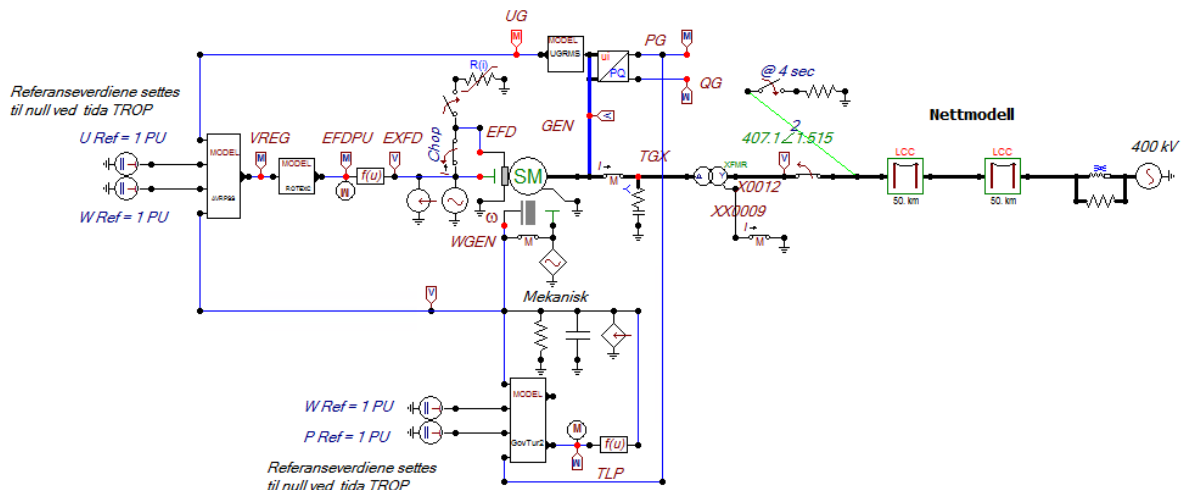 UG
MODEL
UGRMS
ui
PQ
PG
M
M
QG
M
R(i)
@ 4 sec
Referanseverdiene settes
til null ved tida TROP
Nettmodell
U Ref = 1 PU
VREG
EFDPU
EXFD
Chop
EFD
GEN
A
TGX
2
407.1∠1.515
400 kV
MODEL
M
MODEL
ROTEXC
f(u)
M
V
SM
I
M
Y
A
Y
XFMR
V
X0012
LCC
50. km
LCC
50. km
W Ref = 1 PU
ω
WGEN
M
XX0009
I
M
V
Mekanisk
MODEL
W Ref = 1 PU
P Ref = 1 PU
GovTur2
M
f(u)
M
TLP
Referanseverdiene settes
til null ved tida TROP